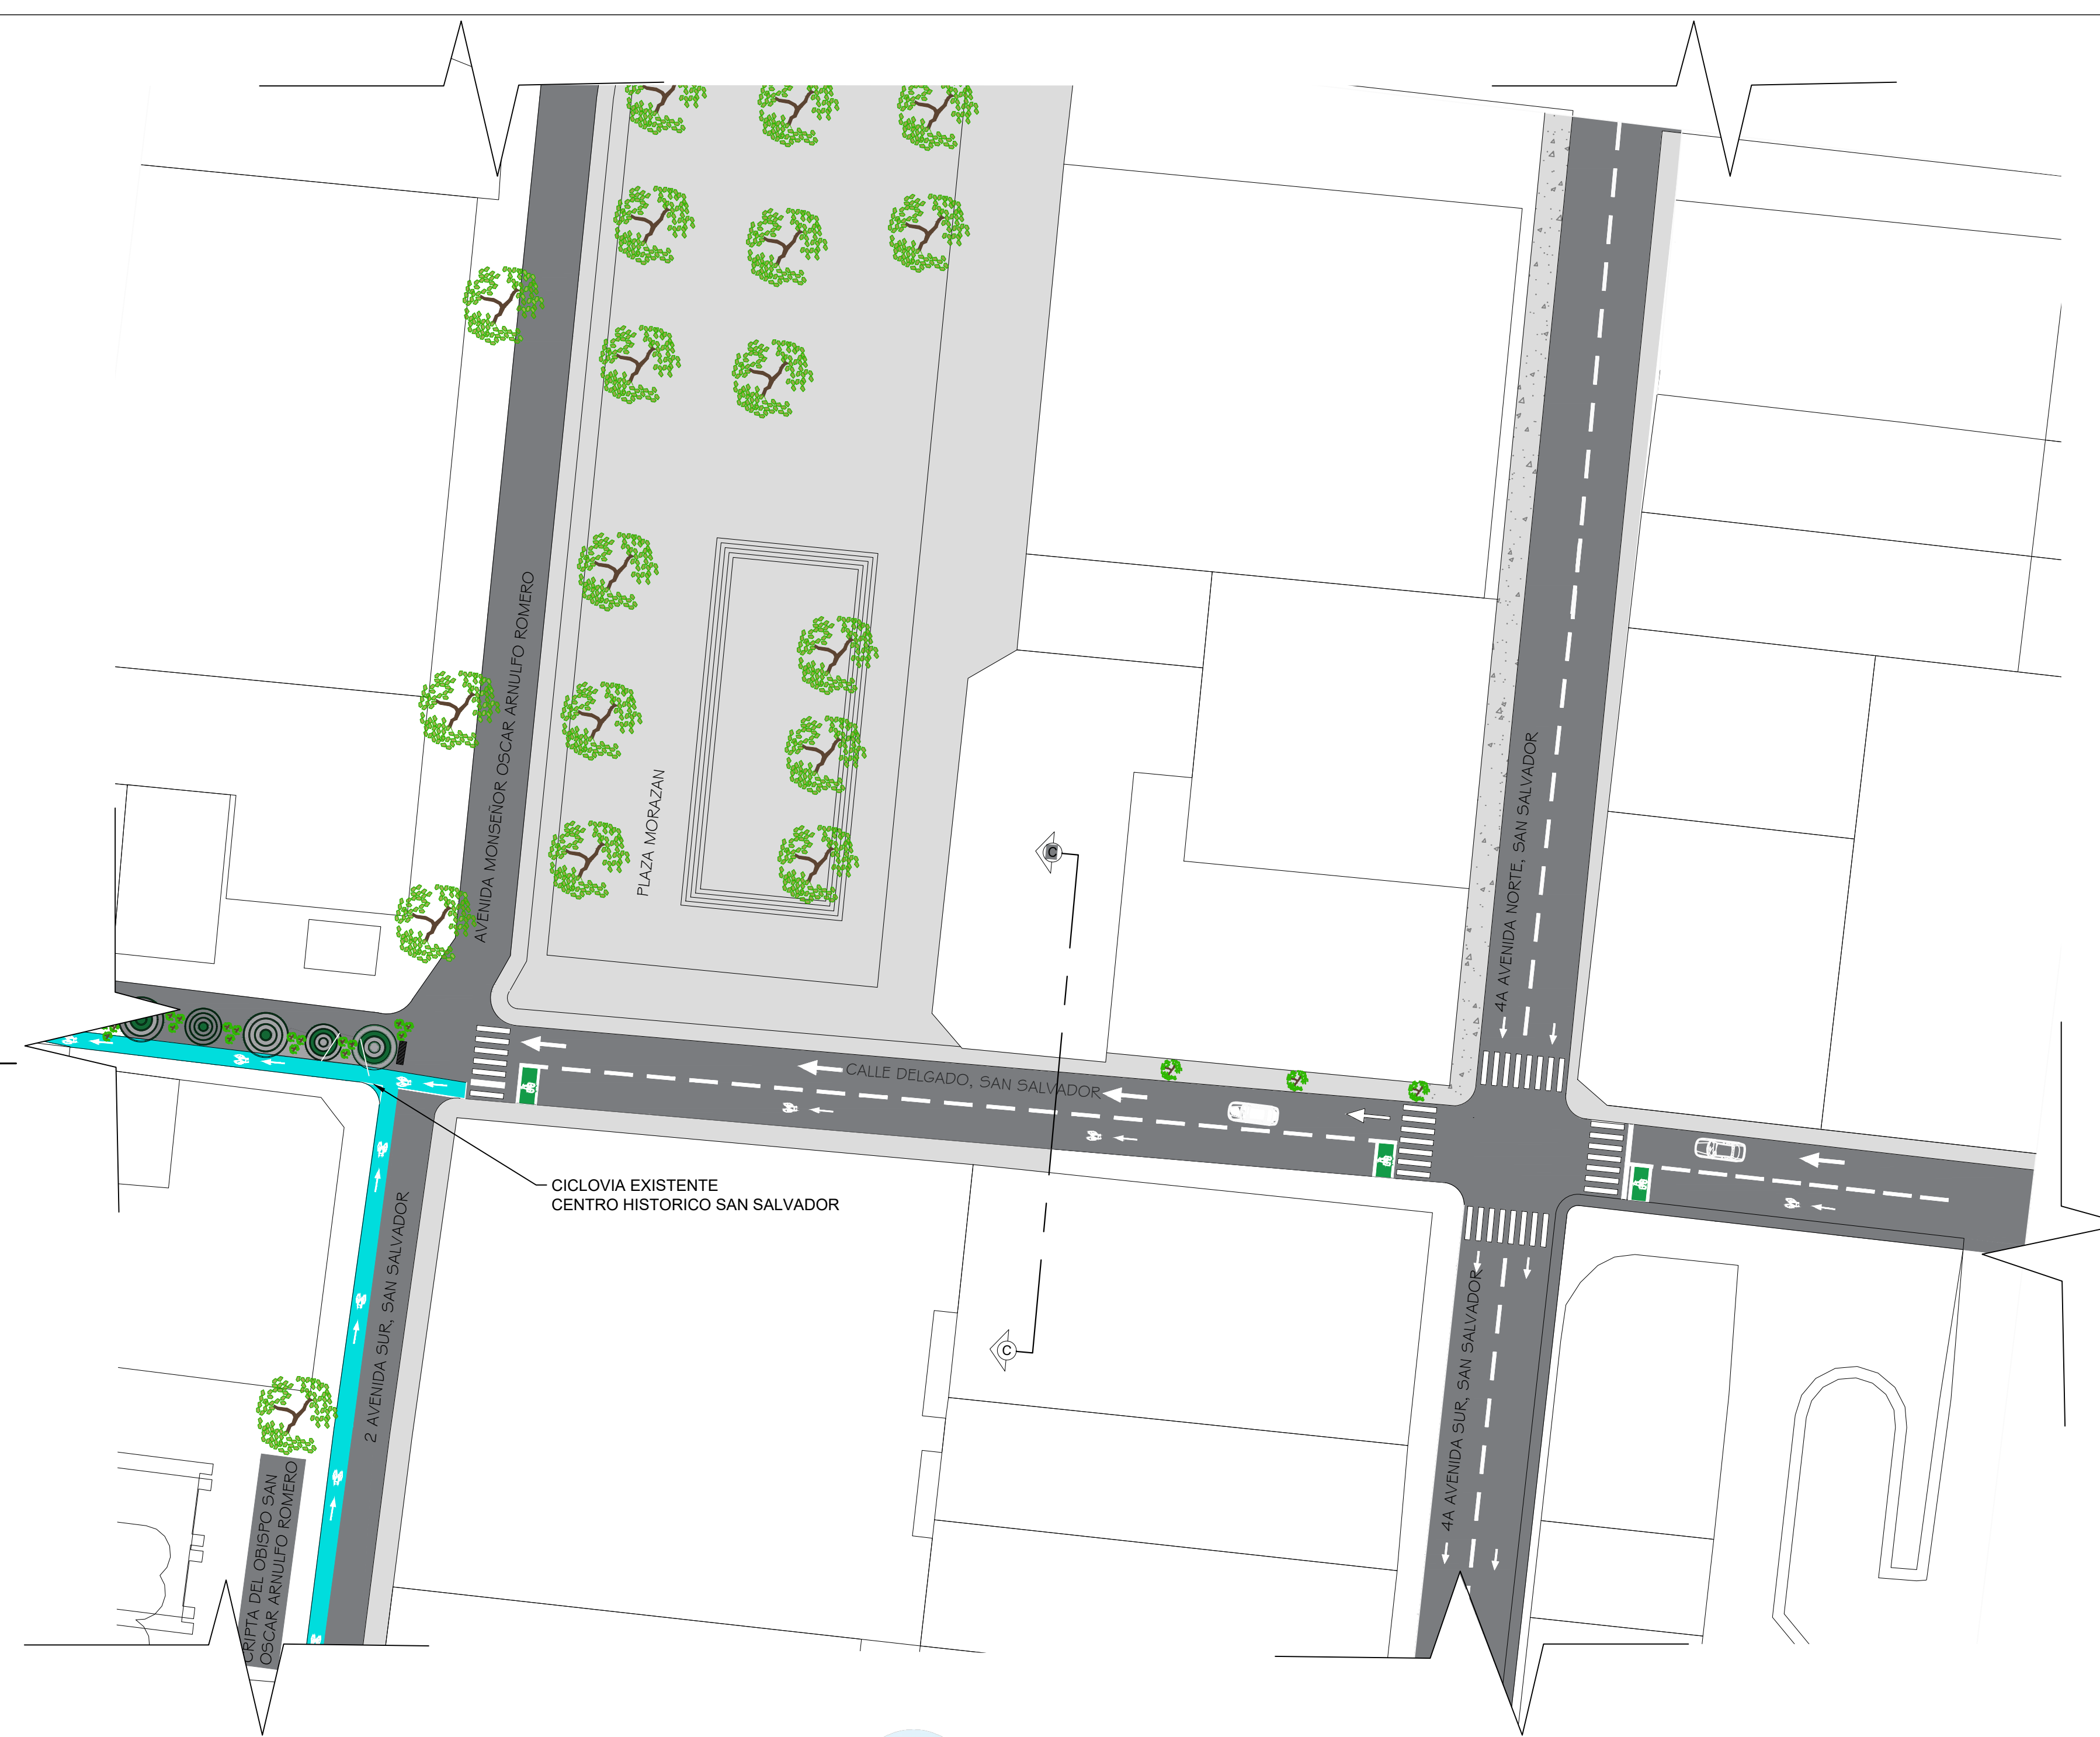 AVENIDA MONSEÑOR OSCAR ARNULFO ROMERO
PLAZA MORAZAN
4A AVENIDA NORTE, SAN SALVADOR
C
CALLE DELGADO, SAN SALVADOR
CICLOVIA EXISTENTE
CENTRO HISTORICO SAN SALVADOR
2 AVENIDA SUR, SAN SALVADOR
C
4A AVENIDA SUR, SAN SALVADOR
CRIPTA DEL OBISPO SAN
OSCAR ARNULFO ROMERO